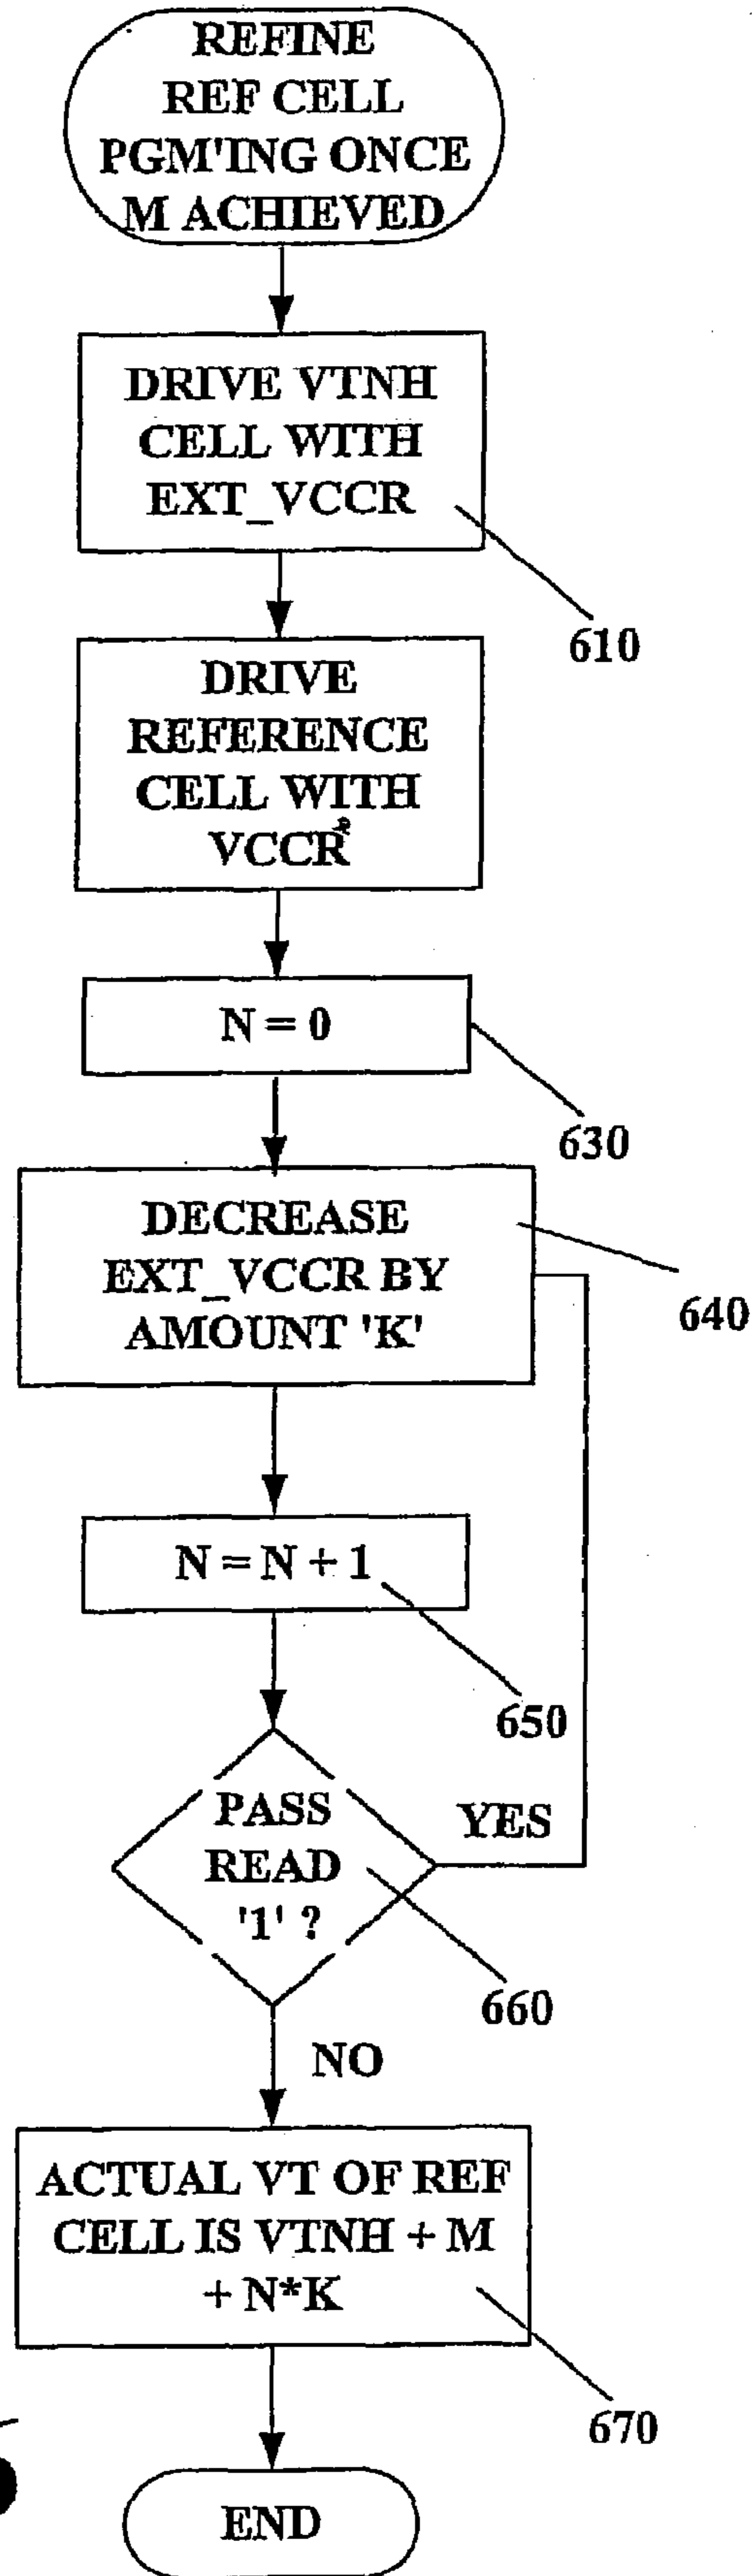 REFINE
REF CELL
PGM'ING ONCE
M ACHIEVED
DRIVE VTNH
CELL WITH
EXT_VCCR
610
DRIVE
REFERENCE
CELL WITH
VCCR
N = 0
630
DECREASE
EXT_VCCR BY
AMOUNT 'K'
640
N = N + 1
650
PASS
READ
'1' ?
YES
660
NO
ACTUAL VT OF REF
CELL IS VTNH + M
+ N*K
670
END